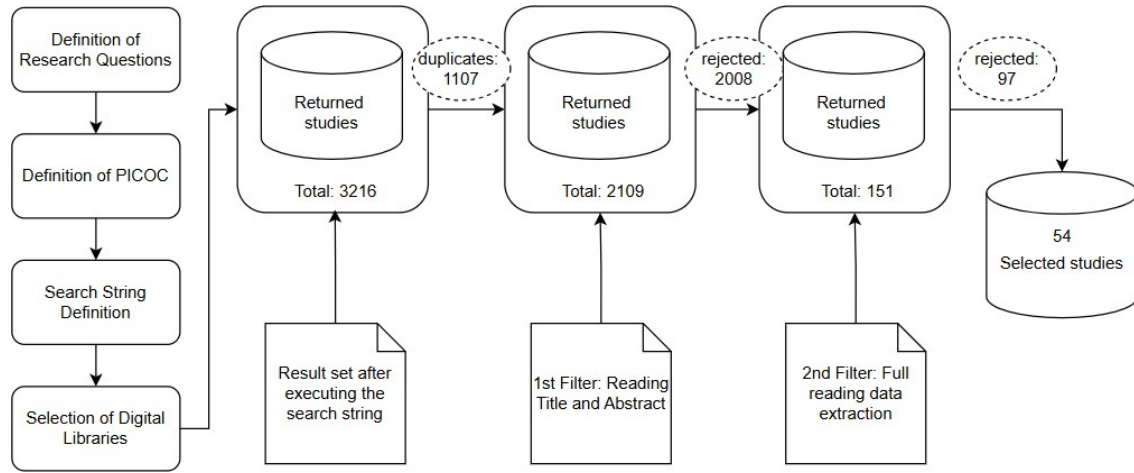 Definition of
Research Questions
Definition of PICOC
Search String
Definition
Selection of Digital
Libraries
Returned
studies
Total: 3216
duplicates:
1107
Returned
studies
Total: 2109
rejected:
2008
Returned
studies
Total: 151
rejected:
97
54
Selected studies
Result set after
executing the
search string
1st Filter: Reading
Title and Abstract
2nd Filter: Full
reading data
extraction